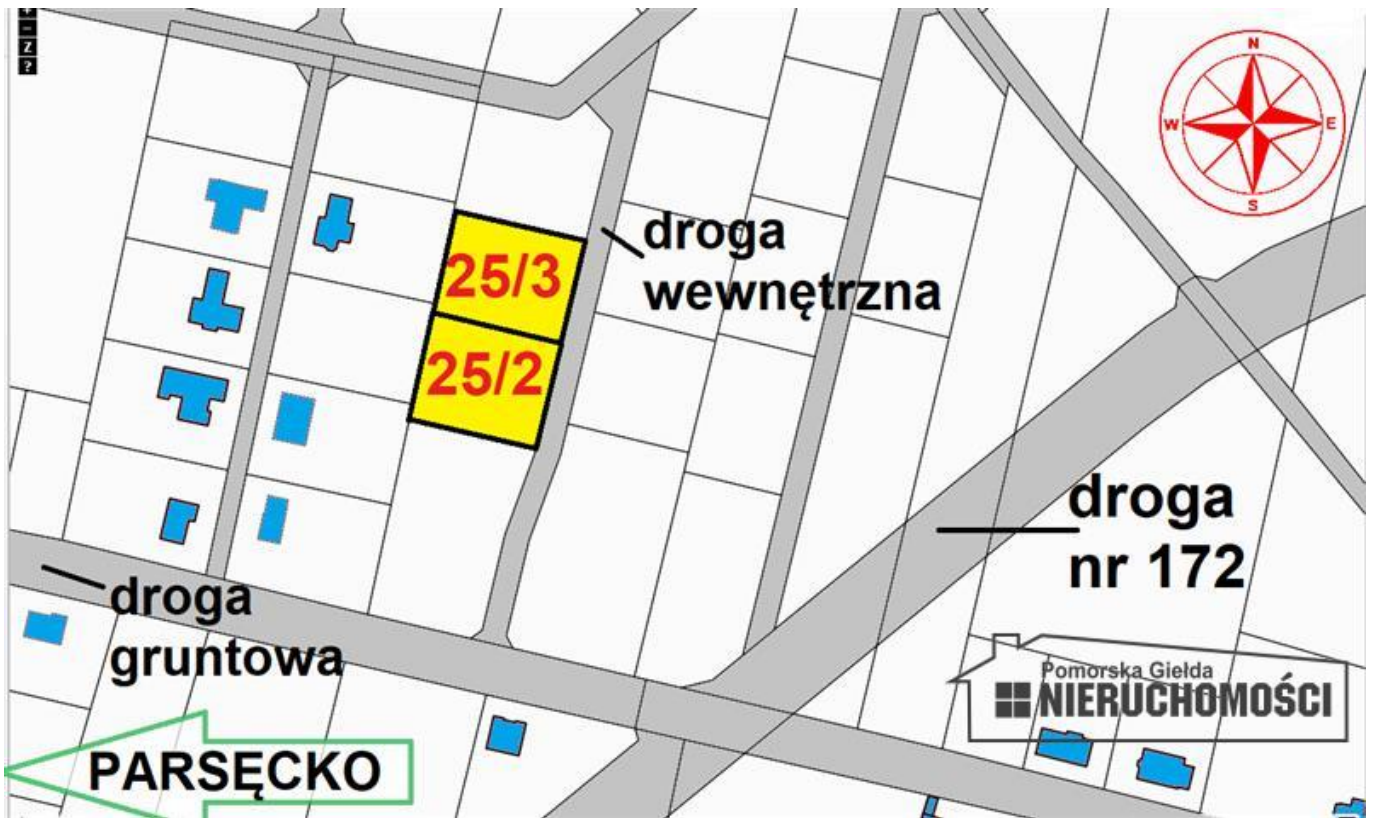 +
-
Z
?
N
W
E
S
25/3
25/2
droga
wewnętrzna
droga
nr 172
droga
gruntowa
Pomorska Giełda
NIERUCHOMOŚCI
PARSĘCKO